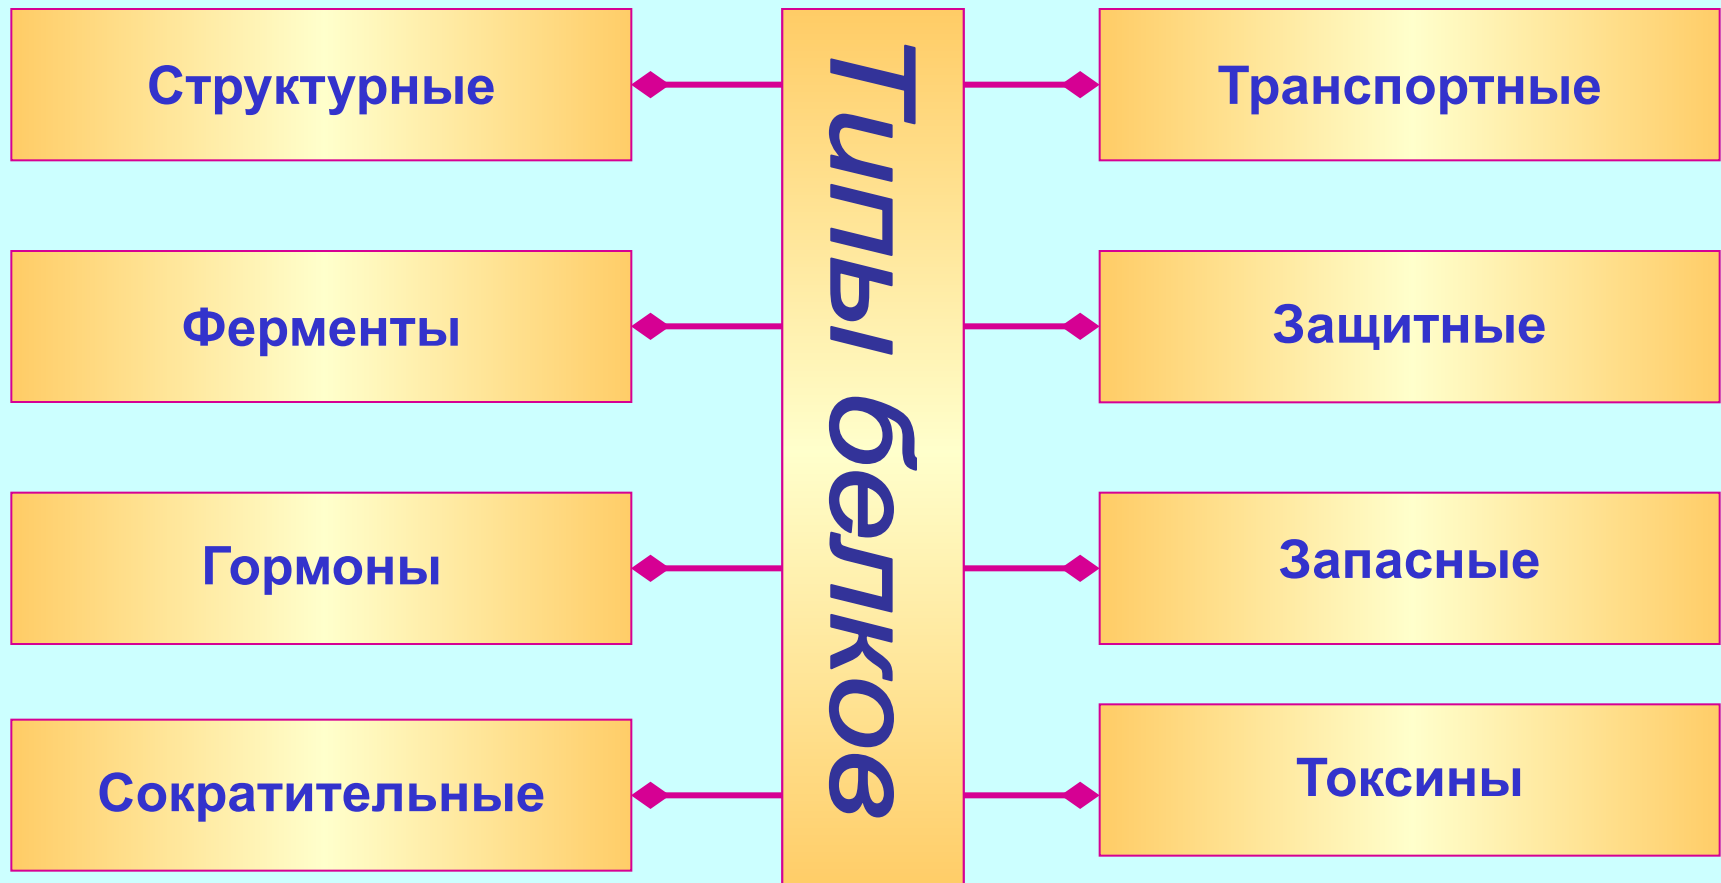 Типы белков
Структурные
Транспортные
Ферменты
Защитные
Гормоны
Запасные
Сократительные
Токсины